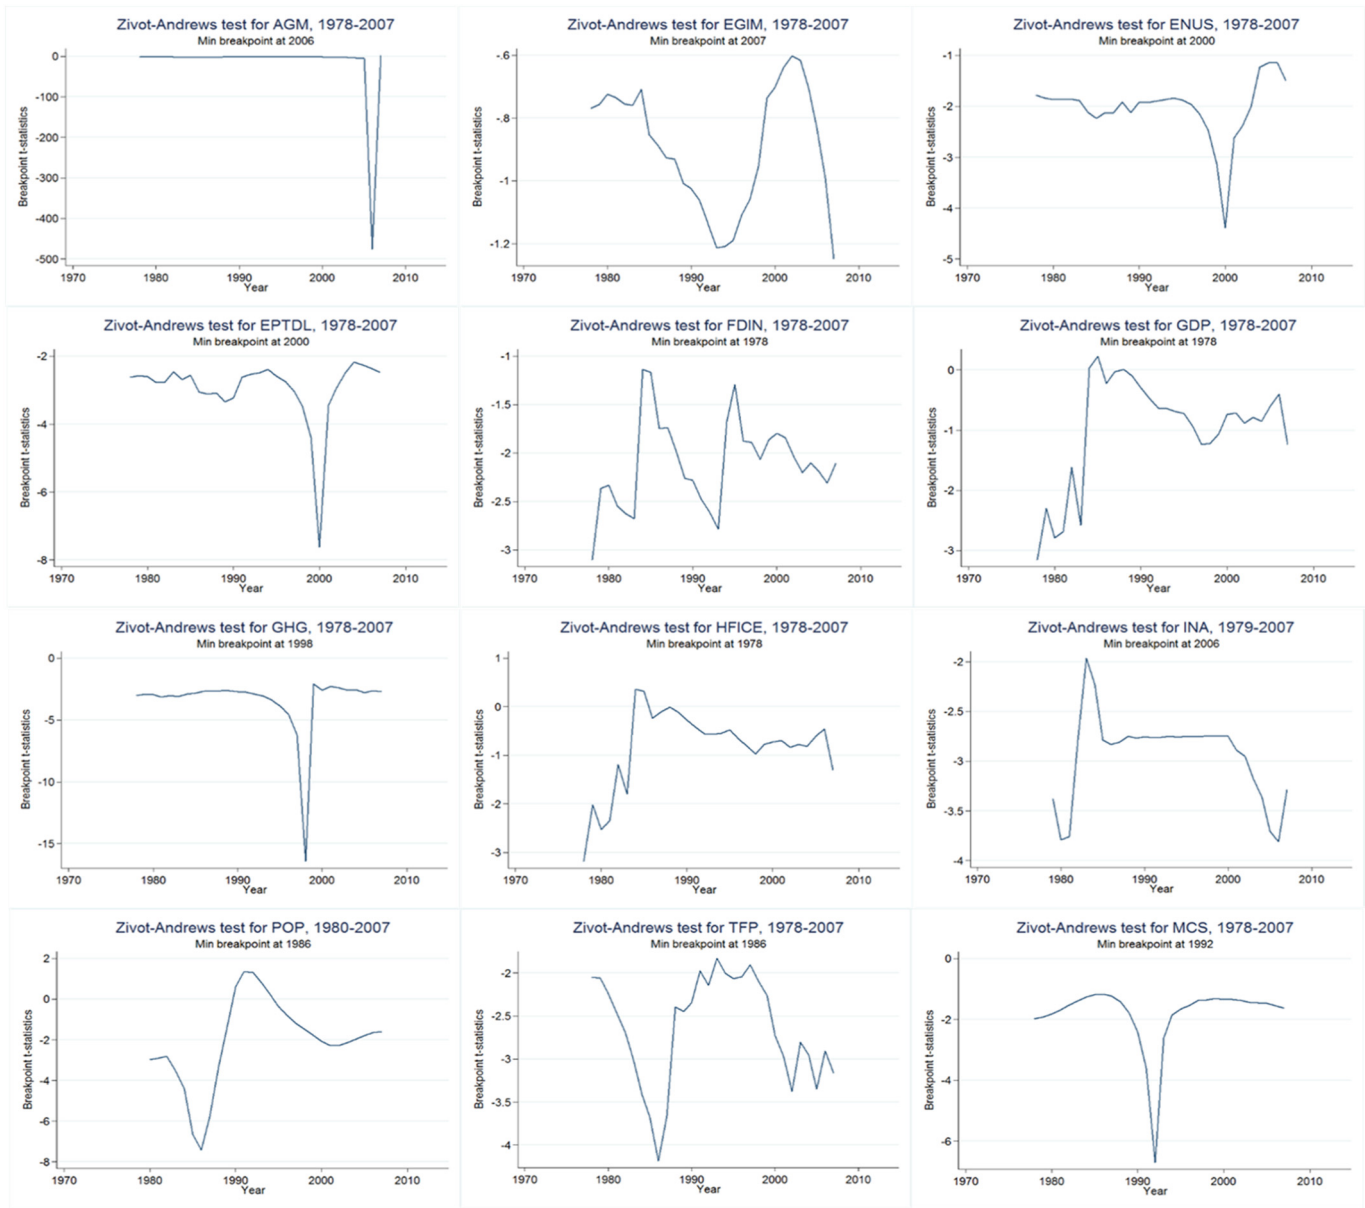 Zivot-Andrews test for AGM, 1978-2007
Min breakpoint at 2006
0
-100
-200
-300
-400
-500
Breakpoint t-statistics
1970 1980 1990 2000 2010
Year
Zivot-Andrews test for EGIM, 1978-2007
Min breakpoint at 2007
-.6
-.8
-1
-1.2
Breakpoint t-statistics
1970 1980 1990 2000 2010
Year
Zivot-Andrews test for ENUS, 1978-2007
Min breakpoint at 2000
-1
-2
-3
-4
-5
Breakpoint t-statistics
1970 1980 1990 2000 2010
Year
Zivot-Andrews test for EPTDL, 1978-2007
Min breakpoint at 2000
-2
-4
-6
-8
Breakpoint t-statistics
1970 1980 1990 2000 2010
Year
Zivot-Andrews test for FDIN, 1978-2007
Min breakpoint at 1978
-1
-1.5
-2
-2.5
-3
Breakpoint t-statistics
1970 1980 1990 2000 2010
Year
Zivot-Andrews test for GDP, 1978-2007
Min breakpoint at 1978
0
-1
-2
-3
Breakpoint t-statistics
1970 1980 1990 2000 2010
Year
Zivot-Andrews test for GHG, 1978-2007
Min breakpoint at 1998
0
-5
-10
-15
Breakpoint t-statistics
1970 1980 1990 2000 2010
Year
Zivot-Andrews test for HFICE, 1978-2007
Min breakpoint at 1978
1
0
-1
-2
-3
Breakpoint t-statistics
1970 1980 1990 2000 2010
Year
Zivot-Andrews test for INA, 1979-2007
Min breakpoint at 2006
-2
-2.5
-3
-3.5
-4
Breakpoint t-statistics
1970 1980 1990 2000 2010
Year
Zivot-Andrews test for POP, 1980-2007
Min breakpoint at 1986
2
0
-2
-4
-6
-8
Breakpoint t-statistics
1970 1980 1990 2000 2010
Year
Zivot-Andrews test for TFP, 1978-2007
Min breakpoint at 1986
-2
-2.5
-3
-3.5
-4
Breakpoint t-statistics
1970 1980 1990 2000 2010
Year
Zivot-Andrews test for MCS, 1978-2007
Min breakpoint at 1992
0
-2
-4
-6
Breakpoint t-statistics
1970 1980 1990 2000 2010
Year